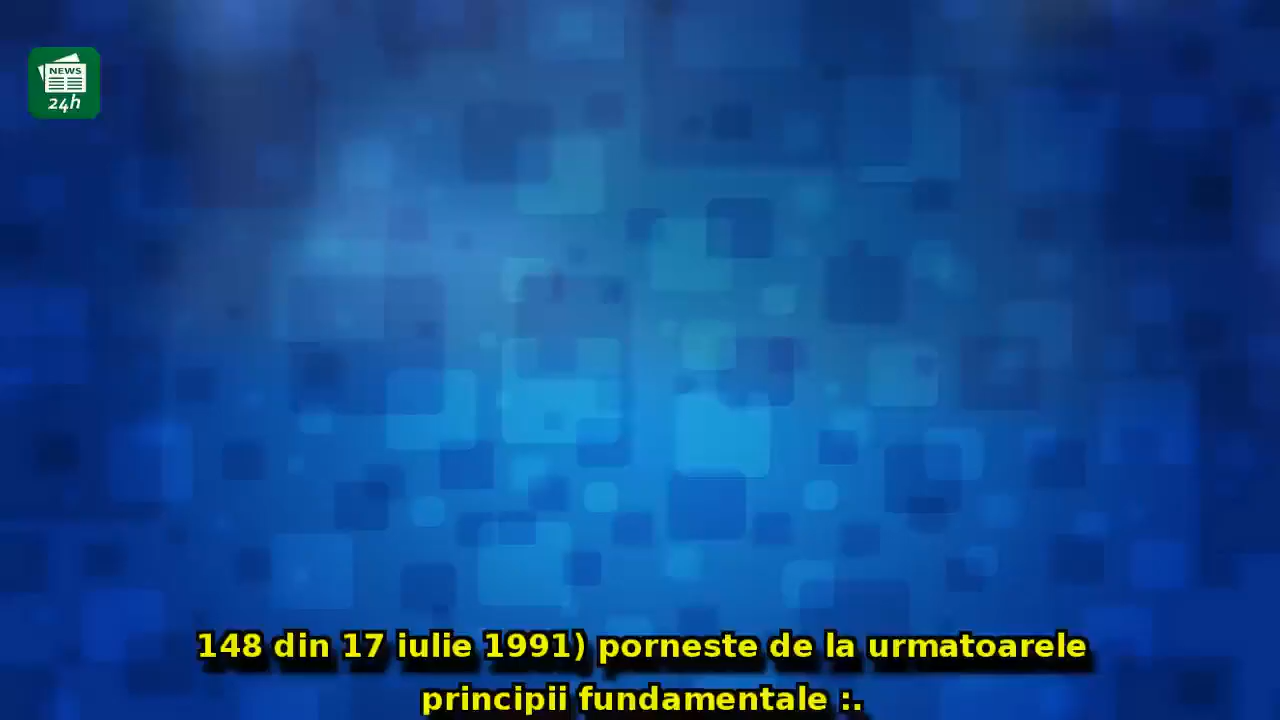 NEWS
24h
148 din 17 iulie 1991) porneste de la urmatoarele
principii fundamentale :.